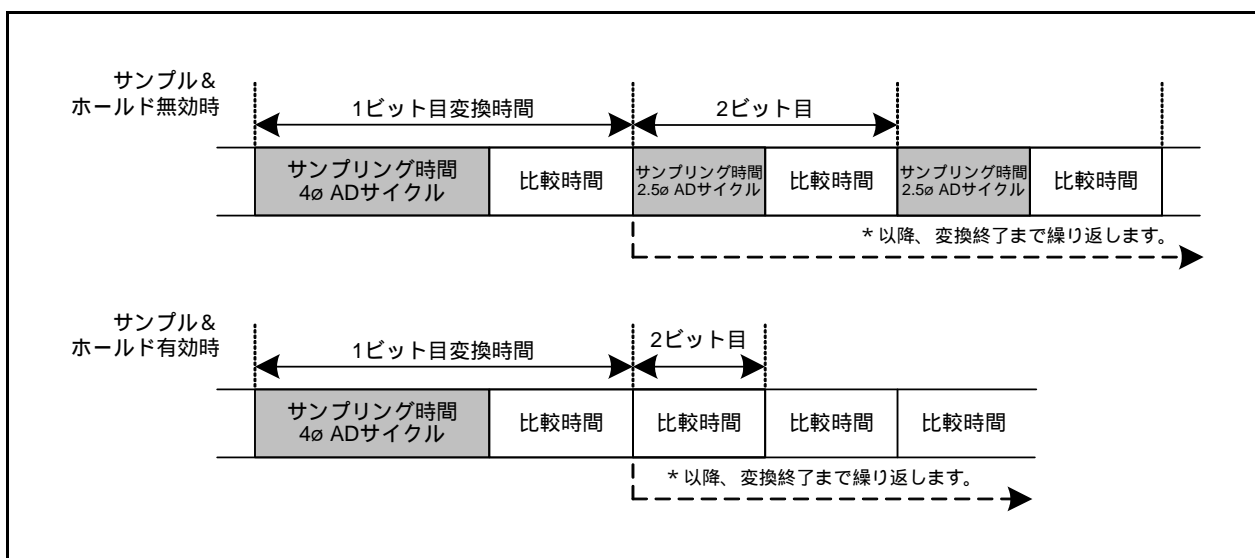 サンプル&
ホールド無効時
1ビット目変換時間
2ビット目
サンプリング時間
4ø ADサイクル
比較時間
サンプリング時間
2.5ø ADサイクル
比較時間
サンプリング時間
2.5ø ADサイクル
比較時間
* 以降、変換終了まで繰り返します。
サンプル&
ホールド有効時
1ビット目変換時間
2ビット目
サンプリング時間
4ø ADサイクル
比較時間
比較時間
比較時間
比較時間
* 以降、変換終了まで繰り返します。